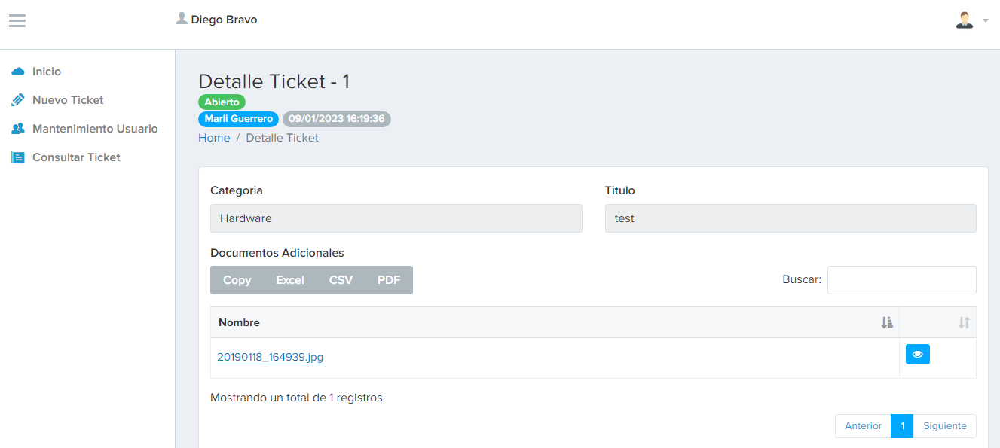 Diego Bravo
Inicio
Nuevo Ticket
Mantenimiento Usuario
Consultar Ticket
Detalle Ticket - 1
Abierto
Marli Guerrero 09/01/2023 16:19:36
Home / Detalle Ticket
Categoria Titulo
Hardware test
Documentos Adicionales
Copy Excel CSV PDF Buscar:
Nombre
20190118_164939.jpg
Mostrando un total de 1 registros
Anterior 1 Siguiente